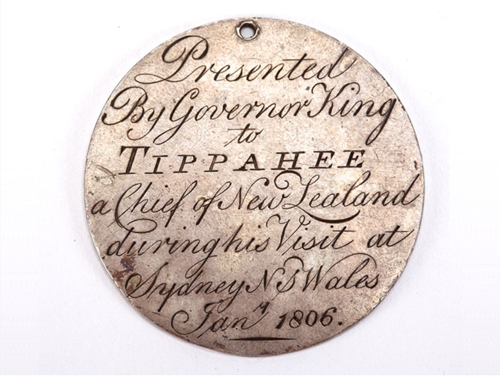 Presented
By Governor King
to
TIPPAHEE
a Chief of New Zealand
during his Visit at
Sydney N S Wales
Jany 1806.